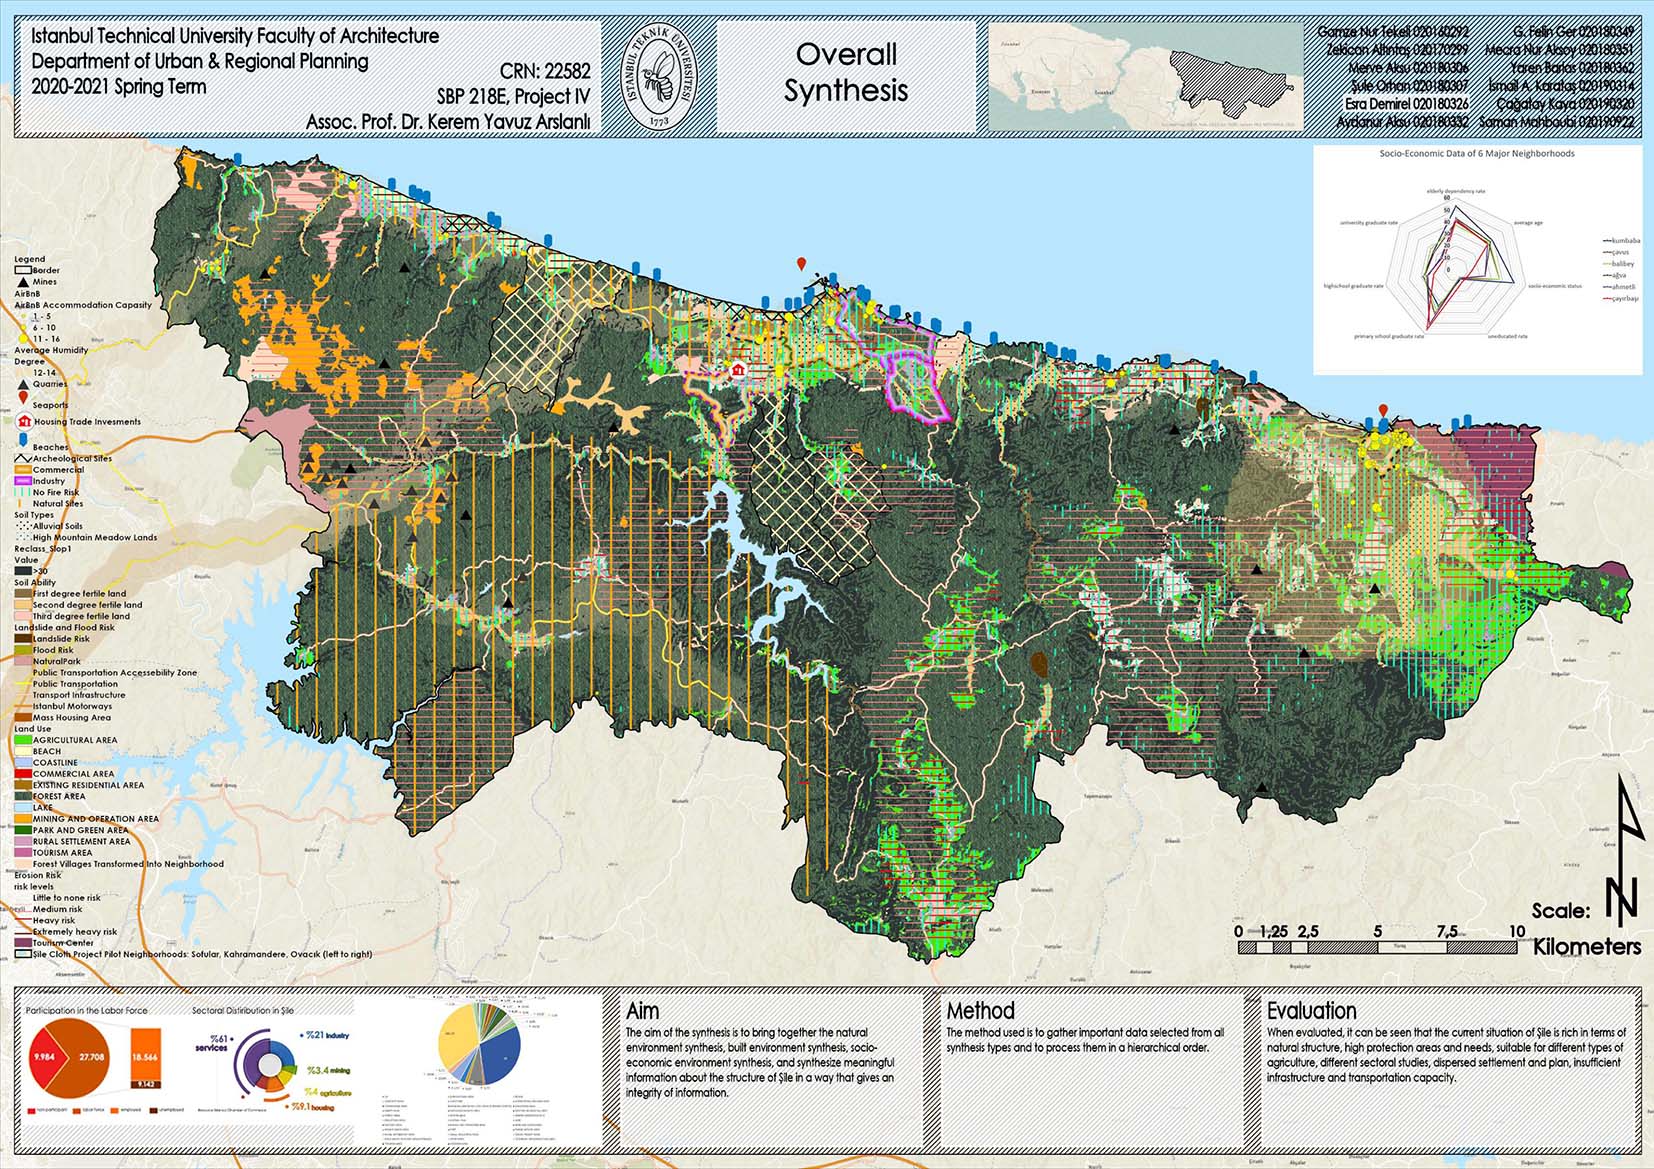 Istanbul Technical University Faculty of Architecture
Department of Urban & Regional Planning
2020-2021 Spring Term
CRN: 22582
SBP 218E, Project IV
Assoc. Prof. Dr. Kerem Yavuz Arslanlı
İSTANBUL TEKNİK ÜNİVERSİTESİ
1773
Overall
Synthesis
Gamze Nur Tekeli 020160292
Zekican Altıntaş 020170299
Merve Aksu 020180306
Şule Orhan 020180307
Esra Demirel 020180326
Aydanur Aksu 020180332
G. Felin Ger 020180349
Mecra Nur Aksoy 020180351
Yaren Barlas 020180362
İsmail A. Karataş 020190314
Çağatay Kaya 020190320
Saman Mahboubi 020190922
Socio-Economic Data of 6 Major Neighborhoods
elderly dependency rate
average age
socio-economic status
uneducated rate
primary school graduate rate
highschool graduate rate
university graduate rate
60
50
40
30
20
10
0
kumbaba
çavus
balibey
ağva
ahmetli
çayırbaşı
Legend
Border
Mines
AirBnB
AirBnB Accommodation Capasity
1 - 5
6 - 10
11 - 16
Average Humidity
Degree
12-14
Quarries
Seaports
Housing Trade Invesments
Beaches
Archeological Sites
Commercial
Industry
No Fire Risk
Natural Sites
Soil Types
Alluvial Soils
High Mountain Meadow Lands
Reclass_Slop1
Value
>30
Soil Ability
First degree fertile land
Second degree fertile land
Third degree fertile land
Landslide and Flood Risk
Landslide Risk
Flood Risk
NaturalPark
Public Transportation Accessebility Zone
Public Transportation
Transport Infrastructure
Istanbul Motorways
Mass Housing Area
Land Use
AGRICULTURAL AREA
BEACH
COASTLINE
COMMERCIAL AREA
EXISTING RESIDENTIAL AREA
FOREST AREA
LAKE
MINING AND OPERATION AREA
PARK AND GREEN AREA
RURAL SETTLEMENT AREA
TOURISM AREA
Forest Villages Transformed Into Neighborhood
Erosion Risk
risk levels
Little to none risk
Medium risk
Heavy risk
Extremely heavy risk
Tourism Center
Şile Cloth Project Pilot Neighborhoods: Sofular, Kahramandere, Ovacık (left to right)
N
Scale:
0 1,25 2,5 5 7,5 10
Kilometers
Participation in the Labor Force
9.984
27.708
18.566
9.142
non participant
labor force
employed
unemployed
Sectoral Distribution in Şile
%61
services
%21 industry
%3.4 mining
%4 agriculture
%9.1 housing
Aim
The aim of the synthesis is to bring together the natural
environment synthesis, built environment synthesis, socio-
economic environment synthesis, and synthesize meaningful
information about the structure of Şile in a way that gives an
integrity of information.
Method
The method used is to gather important data selected from all
synthesis types and to process them in a hierarchical order.
Evaluation
When evaluated, it can be seen that the current situation of Şile is rich in terms of
natural structure, high protection areas and needs, suitable for different types of
agriculture, different sectoral studies, dispersed settlement and plan, insufficient
infrastructure and transportation capacity.